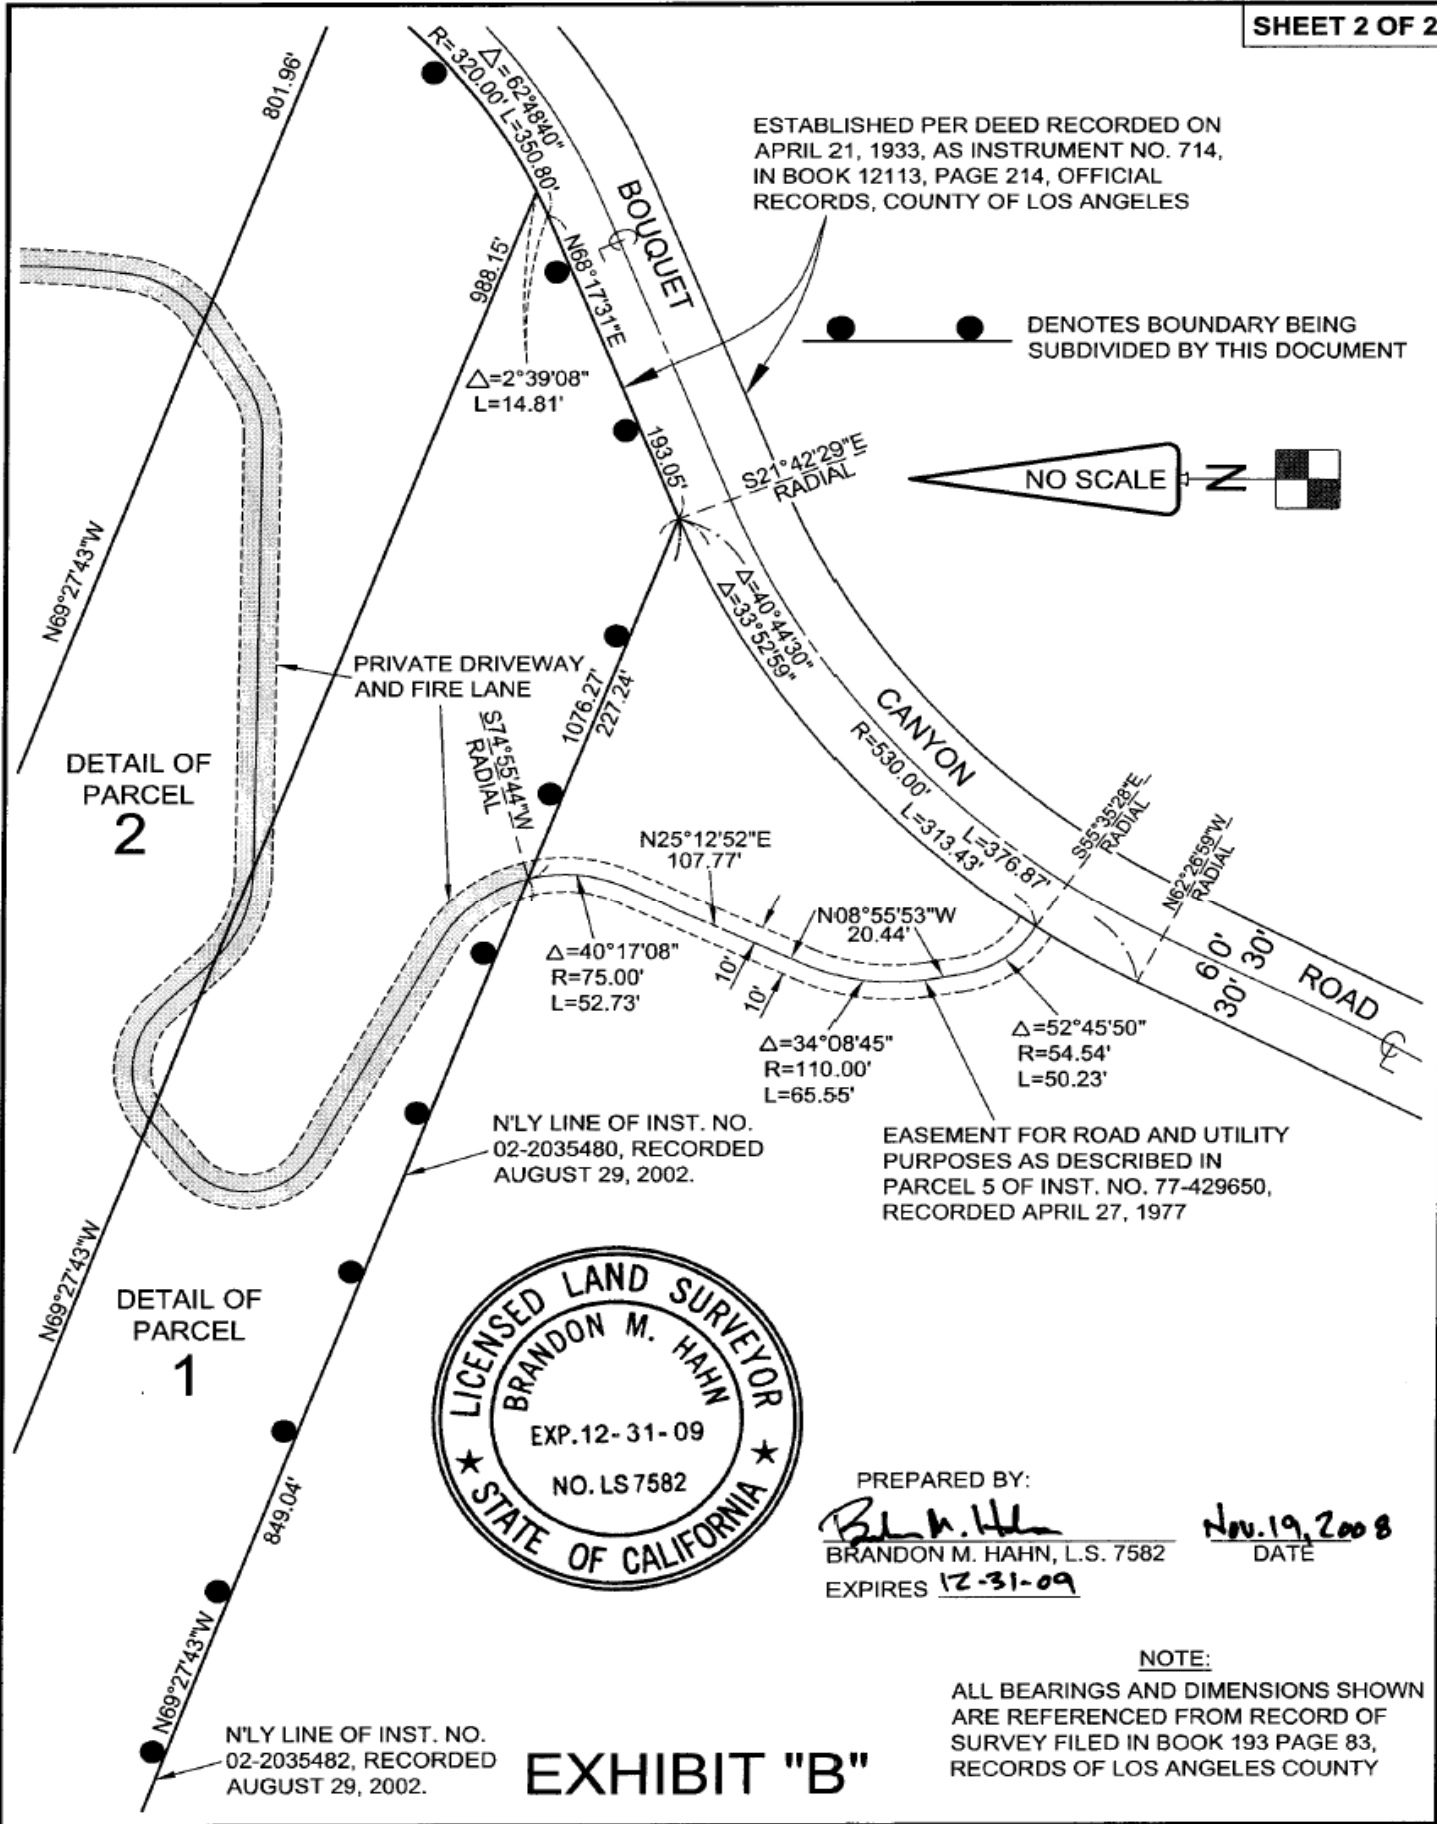 SHEET 2 OF 2
801.96'
△=62°48'40"
R=320.00' L=350.80'
ESTABLISHED PER DEED RECORDED ON
APRIL 21, 1933, AS INSTRUMENT NO. 714,
IN BOOK 12113, PAGE 214, OFFICIAL
RECORDS, COUNTY OF LOS ANGELES
BOUQUET
988.15'
N68°17'31"E
DENOTES BOUNDARY BEING
SUBDIVIDED BY THIS DOCUMENT
△=2°39'08"
L=14.81'
193.05'
S21°42'29"E
RADIAL
NO SCALE
N
N69°27'43"W
△=40°44'30"
△=33°52'59"
PRIVATE DRIVEWAY
AND FIRE LANE
1076.27'
227.24'
S74°55'44"W
RADIAL
CANYON
R=530.00'
DETAIL OF
PARCEL
2
L=376.87'
L=313.43'
S55°35'28"E
RADIAL
N62°26'59"W
RADIAL
N25°12'52"E
107.77'
N08°55'53"W
20.44'
△=40°17'08"
R=75.00'
L=52.73'
10'
10'
60'
30'
30'
ROAD
℄
△=34°08'45"
R=110.00'
L=65.55'
△=52°45'50"
R=54.54'
L=50.23'
N'LY LINE OF INST. NO.
02-2035480, RECORDED
AUGUST 29, 2002.
EASEMENT FOR ROAD AND UTILITY
PURPOSES AS DESCRIBED IN
PARCEL 5 OF INST. NO. 77-429650,
RECORDED APRIL 27, 1977
N69°27'43"W
DETAIL OF
PARCEL
1
LICENSED LAND SURVEYOR
BRANDON M. HAHN
EXP. 12-31-09
NO. LS 7582
STATE OF CALIFORNIA
849.04'
PREPARED BY:
BRANDON M. HAHN, L.S. 7582
Nov. 19, 2008
DATE
EXPIRES 12-31-09
N69°27'43"W
NOTE:
ALL BEARINGS AND DIMENSIONS SHOWN
ARE REFERENCED FROM RECORD OF
SURVEY FILED IN BOOK 193 PAGE 83,
RECORDS OF LOS ANGELES COUNTY
N'LY LINE OF INST. NO.
02-2035482, RECORDED
AUGUST 29, 2002.
EXHIBIT "B"